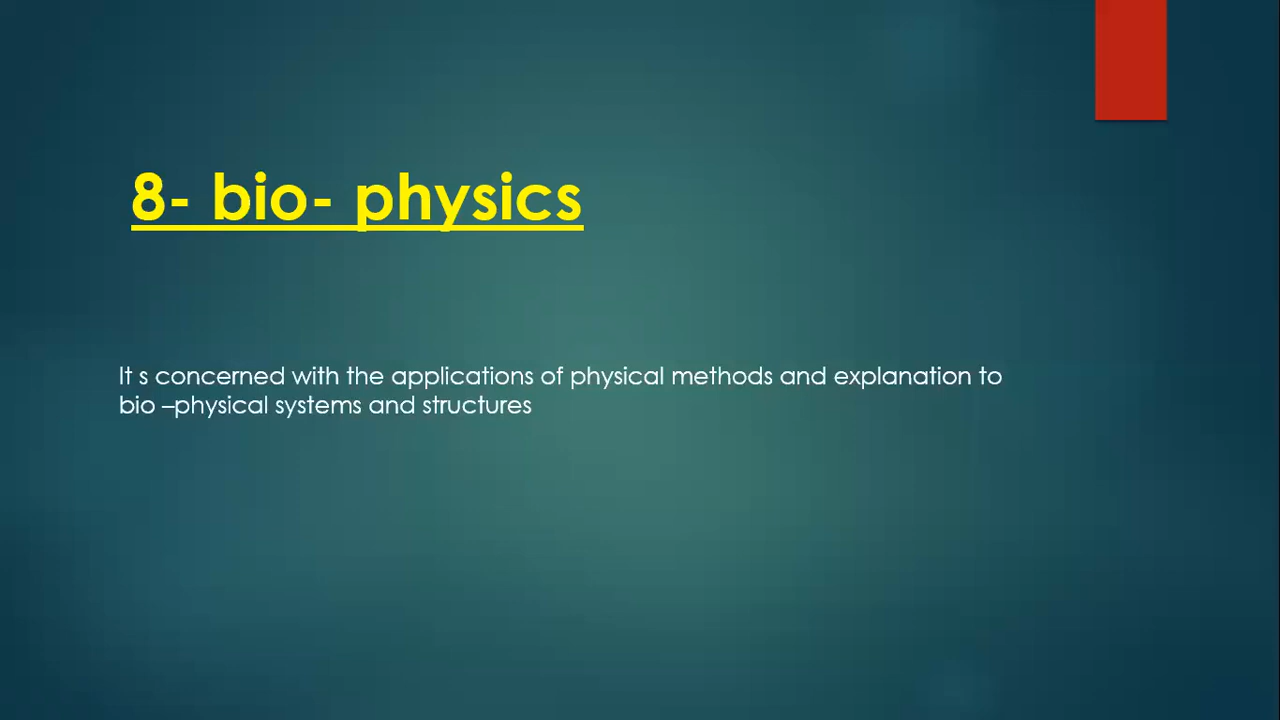 8- bio- physics
It s concerned with the applications of physical methods and explanation to
bio –physical systems and structures